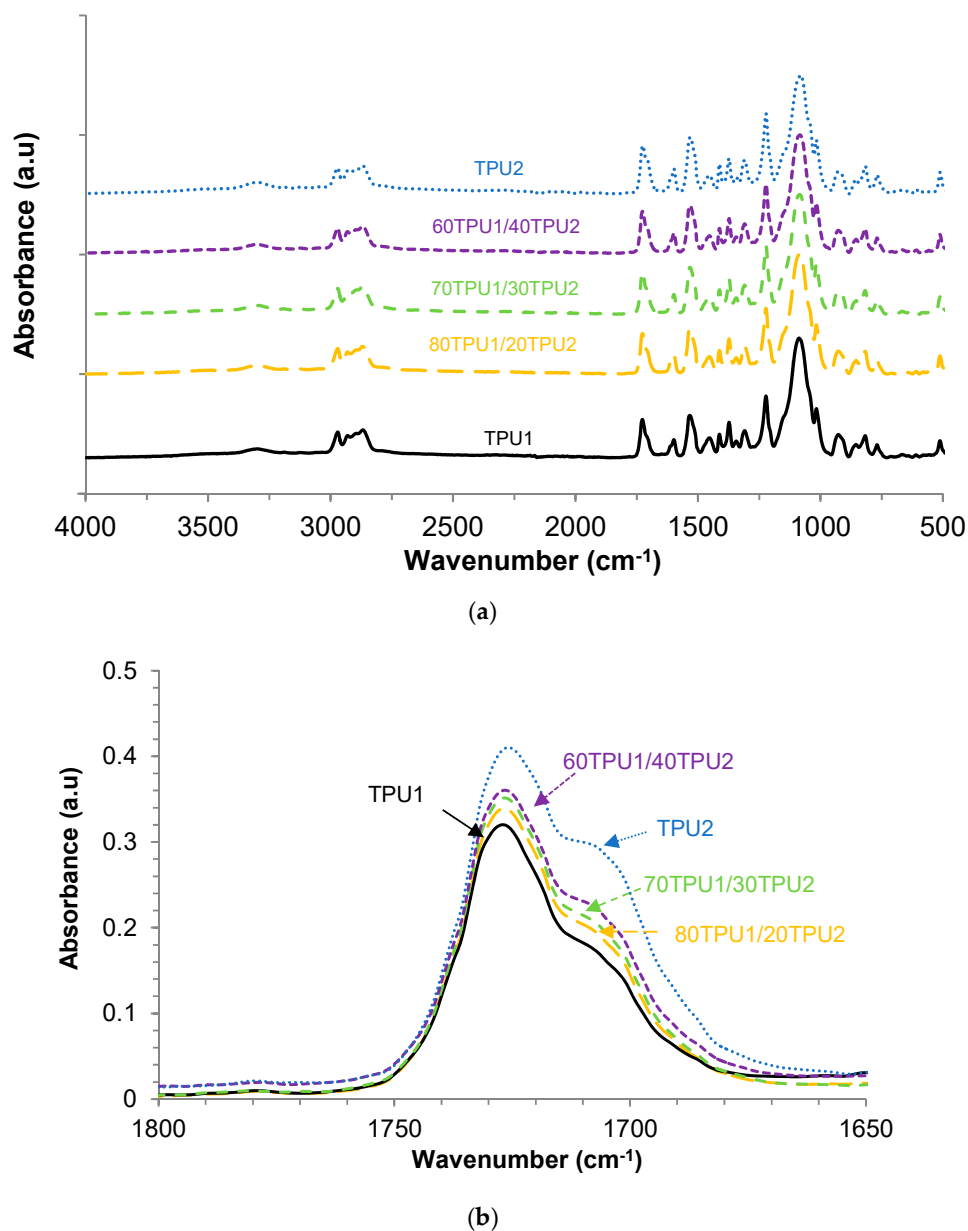 Absorbance (a.u)
TPU2
60TPU1/40TPU2
70TPU1/30TPU2
80TPU1/20TPU2
TPU1
4000 3500 3000 2500 2000 1500 1000 500
Wavenumber (cm-1)
(a)
Absorbance (a.u)
0.5
0.4
0.3
0.2
0.1
0
60TPU1/40TPU2
TPU1
TPU2
70TPU1/30TPU2
80TPU1/20TPU2
1800 1750 1700 1650
Wavenumber (cm-1)
(b)